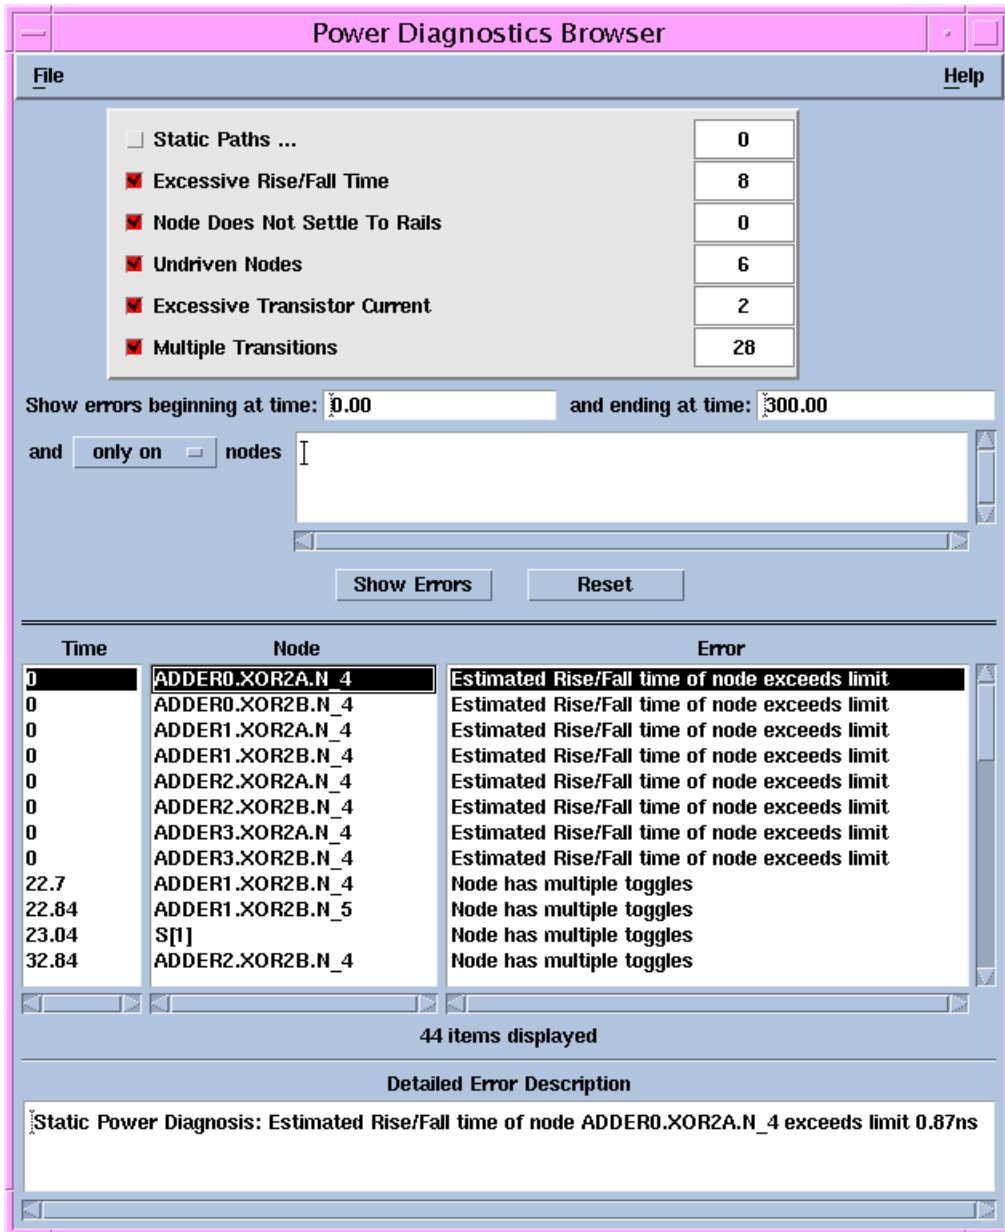 Power Diagnostics Browser
File Help
Static Paths ... 0
Excessive Rise/Fall Time 8
Node Does Not Settle To Rails 0
Undriven Nodes 6
Excessive Transistor Current 2
Multiple Transitions 28
Show errors beginning at time: 0.00 and ending at time: 300.00
and only on nodes
Show Errors Reset
Time Node Error
0 ADDER0.XOR2A.N_4 Estimated Rise/Fall time of node exceeds limit
0 ADDER0.XOR2B.N_4 Estimated Rise/Fall time of node exceeds limit
0 ADDER1.XOR2A.N_4 Estimated Rise/Fall time of node exceeds limit
0 ADDER1.XOR2B.N_4 Estimated Rise/Fall time of node exceeds limit
0 ADDER2.XOR2A.N_4 Estimated Rise/Fall time of node exceeds limit
0 ADDER2.XOR2B.N_4 Estimated Rise/Fall time of node exceeds limit
0 ADDER3.XOR2A.N_4 Estimated Rise/Fall time of node exceeds limit
0 ADDER3.XOR2B.N_4 Estimated Rise/Fall time of node exceeds limit
22.7 ADDER1.XOR2B.N_4 Node has multiple toggles
22.84 ADDER1.XOR2B.N_5 Node has multiple toggles
23.04 S[1] Node has multiple toggles
32.84 ADDER2.XOR2B.N_4 Node has multiple toggles
44 items displayed
Detailed Error Description
Static Power Diagnosis: Estimated Rise/Fall time of node ADDER0.XOR2A.N_4 exceeds limit 0.87ns